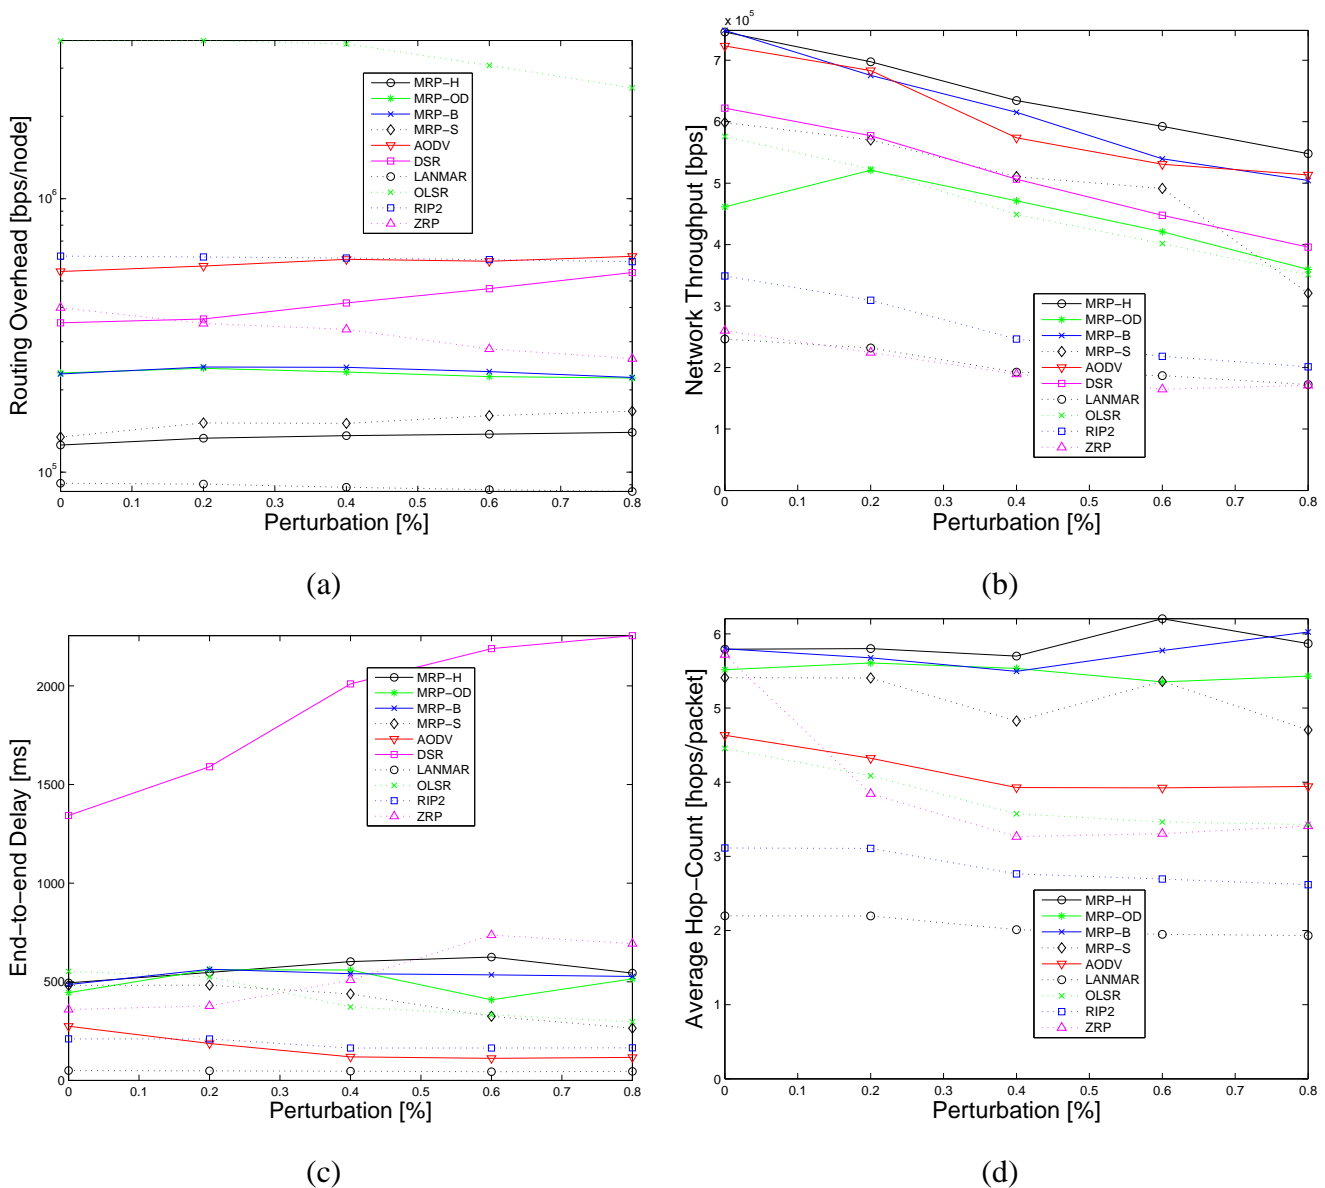 Routing Overhead [bps/node]
10^6
10^5
MRP-H
MRP-OD
MRP-B
MRP-S
AODV
DSR
LANMAR
OLSR
RIP2
ZRP
0 0.1 0.2 0.3 0.4 0.5 0.6 0.7 0.8
Perturbation [%]
(a)
x 10^5
Network Throughput [bps]
7
6
5
4
3
2
1
0
MRP-H
MRP-OD
MRP-B
MRP-S
AODV
DSR
LANMAR
OLSR
RIP2
ZRP
0 0.1 0.2 0.3 0.4 0.5 0.6 0.7 0.8
Perturbation [%]
(b)
End-to-end Delay [ms]
2000
1500
1000
500
0
MRP-H
MRP-OD
MRP-B
MRP-S
AODV
DSR
LANMAR
OLSR
RIP2
ZRP
0 0.1 0.2 0.3 0.4 0.5 0.6 0.7 0.8
Perturbation [%]
(c)
Average Hop-Count [hops/packet]
6
5
4
3
2
1
0
MRP-H
MRP-OD
MRP-B
MRP-S
AODV
LANMAR
OLSR
RIP2
ZRP
0 0.1 0.2 0.3 0.4 0.5 0.6 0.7 0.8
Perturbation [%]
(d)